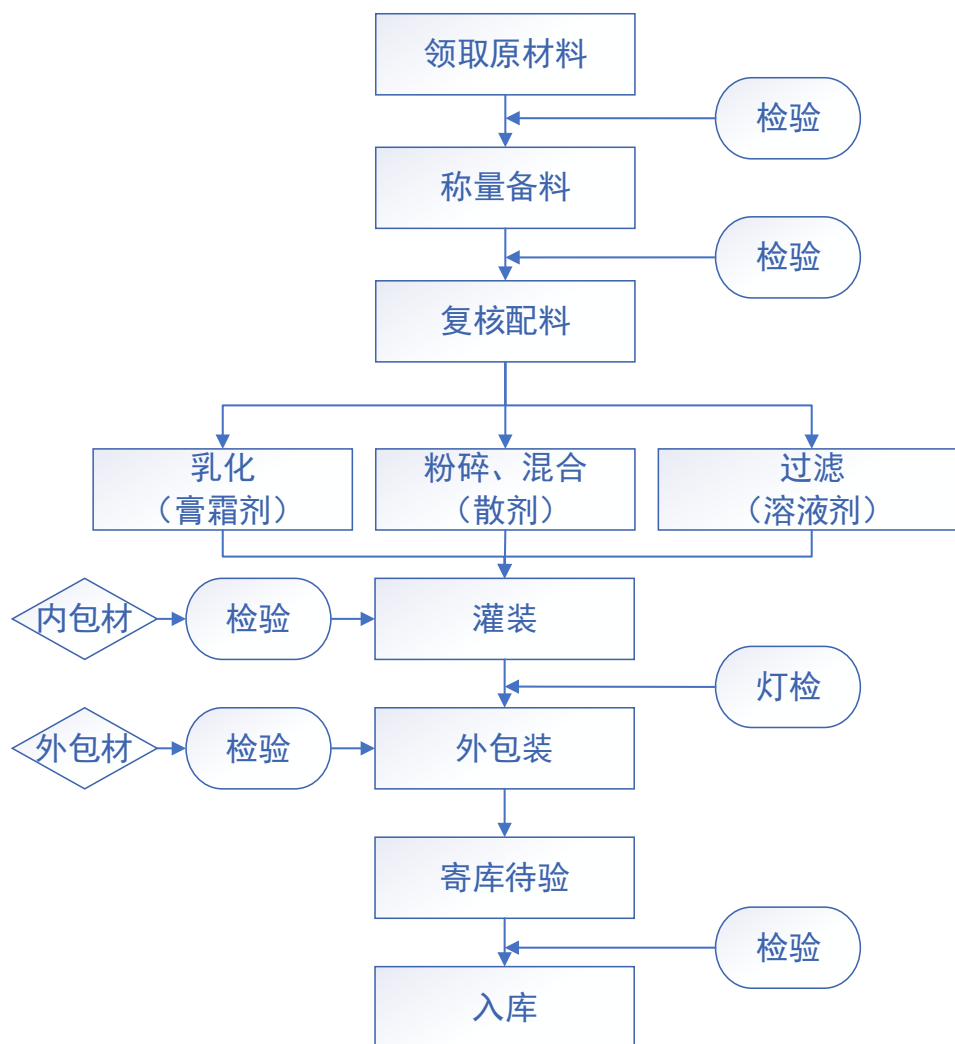 领取原材料
检验
称量备料
检验
复核配料
乳化
（膏霜剂）
粉碎、混合
（散剂）
过滤
（溶液剂）
内包材
检验
灌装
灯检
外包材
检验
外包装
寄库待验
检验
入库